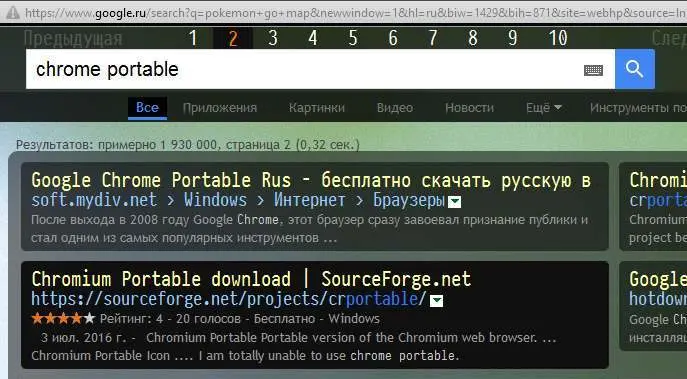 https://www.google.ru/search?q=pokemon+go+map&newwindow=1&hl=ru&biw=1429&bih=871&site=webhp&source=ln
Предыдущая 1 2 3 4 5 6 7 8 9 10 След
chrome portable
Все Приложения Картинки Видео Новости Ещё Инструменты по
Результатов: примерно 1 930 000, страница 2 (0,32 сек.)
Google Chrome Portable Rus - бесплатно скачать русскую в
soft.mydiv.net › Windows › Интернет › Браузеры
После выхода в 2008 году Google Chrome, этот браузер сразу завоевал признание публики и
стал одним из самых популярных инструментов ...
Chromium Portable download | SourceForge.net
https://sourceforge.net/projects/crportable/
Рейтинг: 4 - 20 голосов - Бесплатно - Windows
3 июл. 2016 г. - Chromium Portable Portable version of the Chromium web browser. ...
Chromium Portable Icon .... I am totally unable to use chrome portable.
Chromi
crporta
Chromium
project be
Google
hotdown
Google Ch
инсталляц